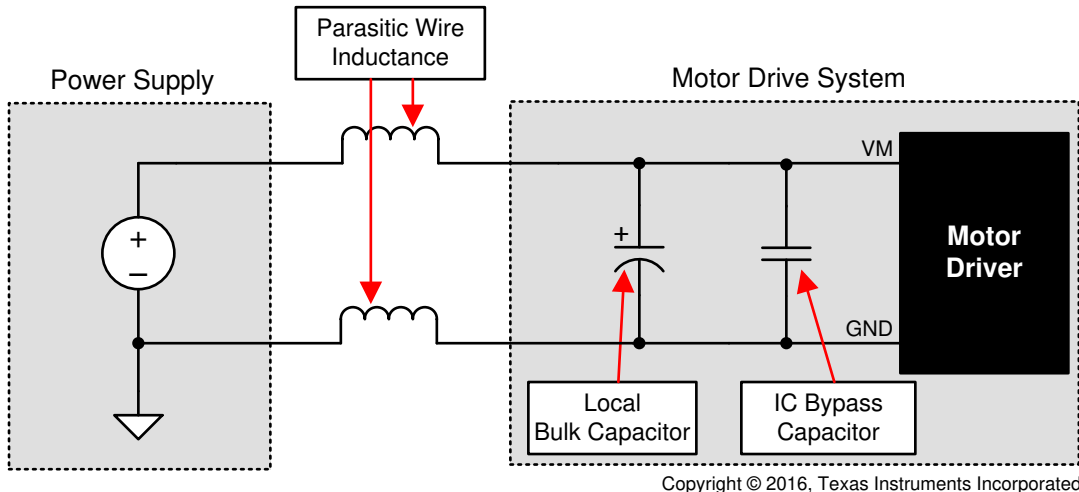 Parasitic Wire
Inductance
Power Supply
Motor Drive System
VM
+
+
–
Motor
Driver
GND
Local
Bulk Capacitor
IC Bypass
Capacitor
Copyright © 2016, Texas Instruments Incorporated